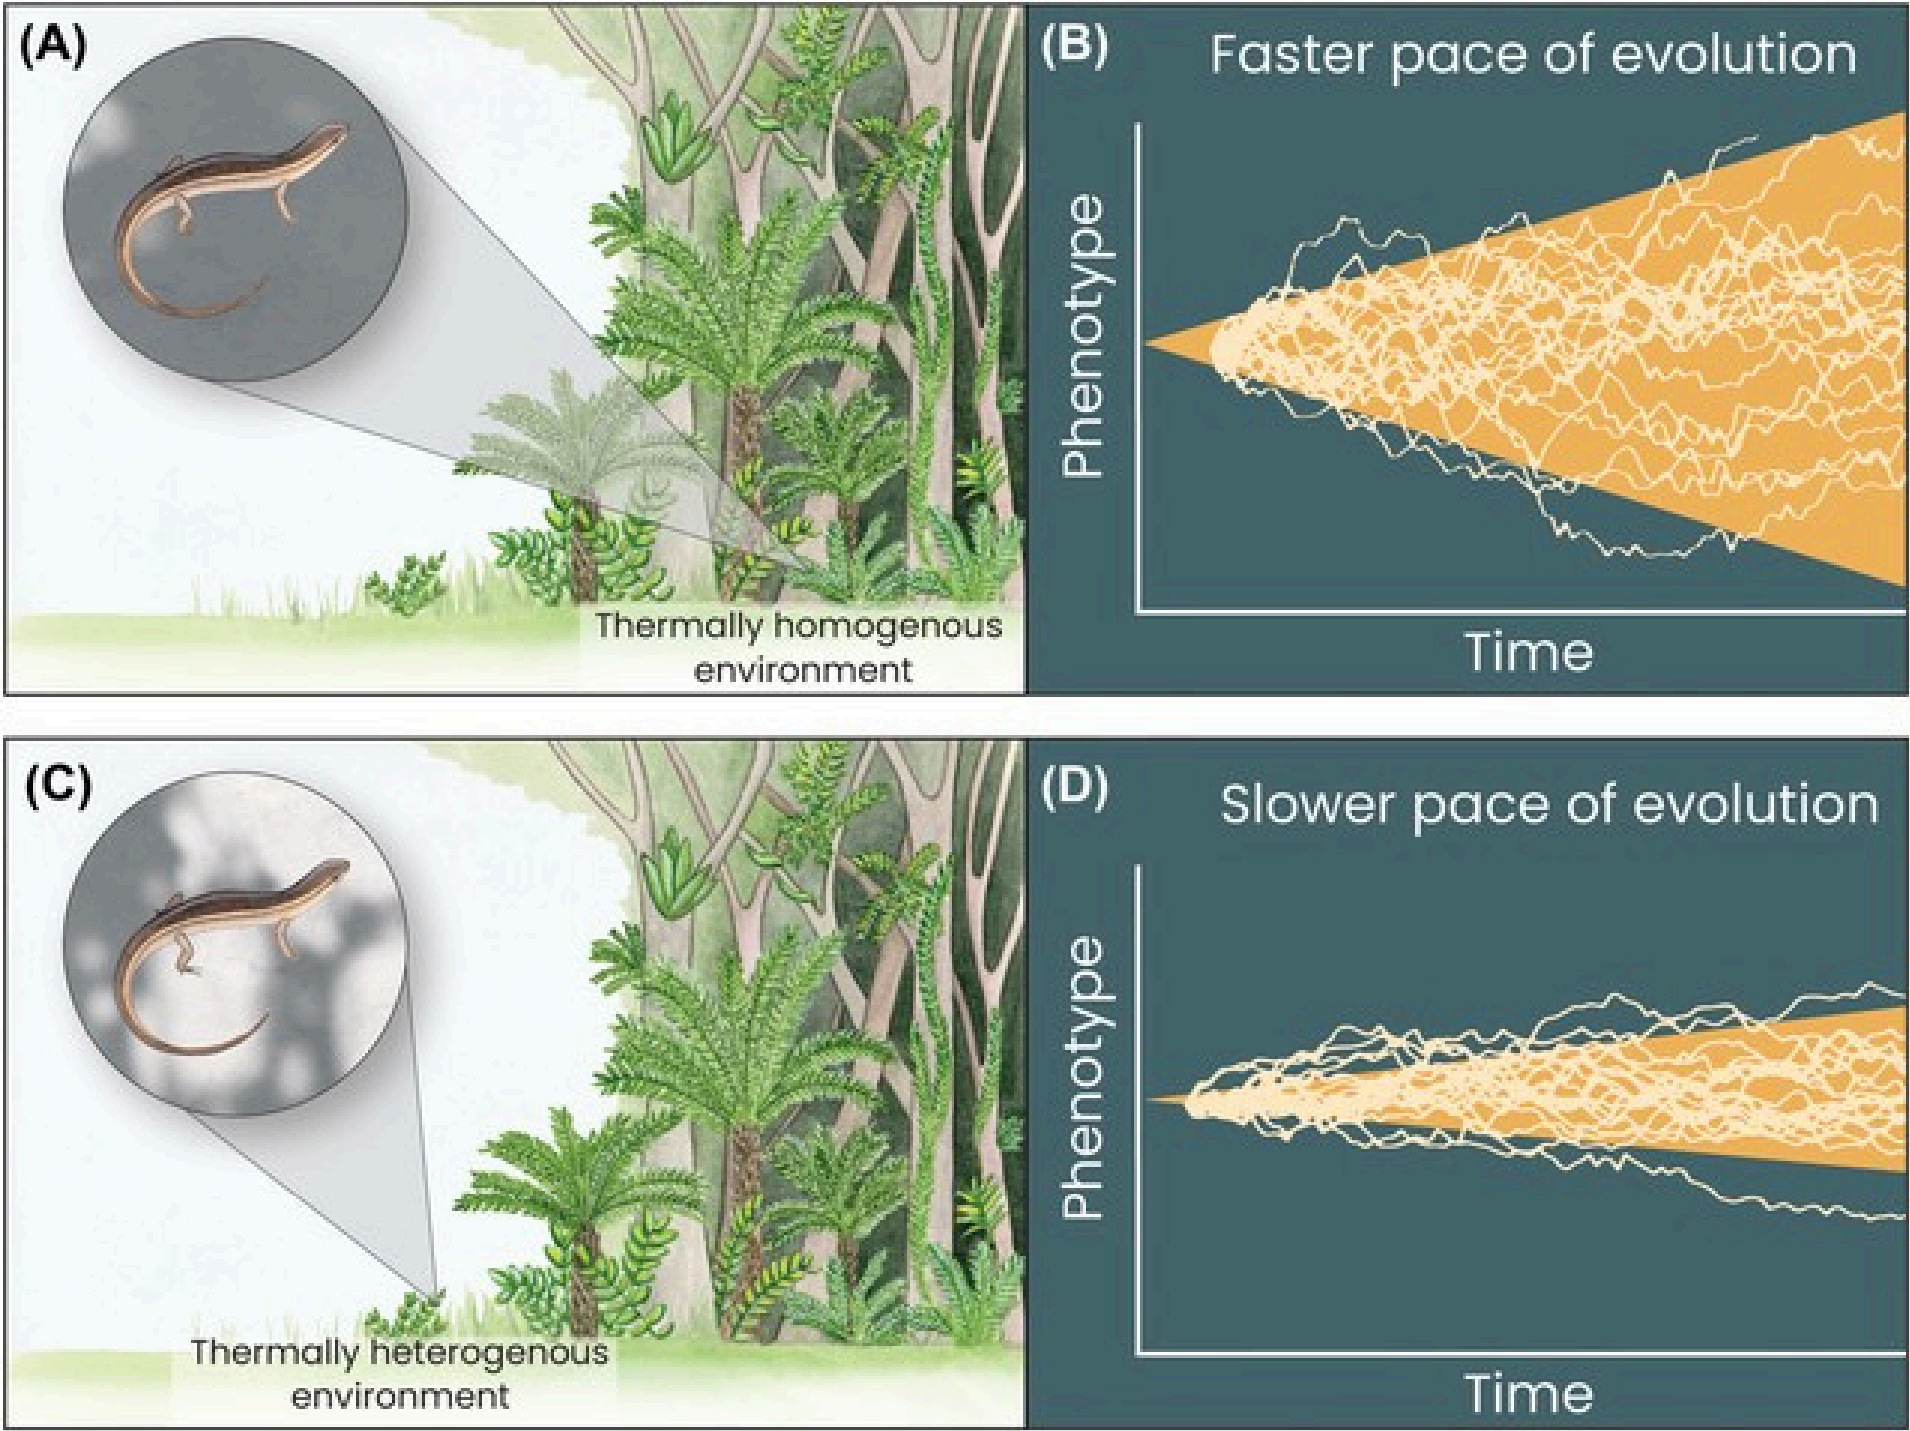 (A)
Thermally homogenous
environment
(B)
Faster pace of evolution
Phenotype
Time
(C)
Thermally heterogenous
environment
(D)
Slower pace of evolution
Phenotype
Time